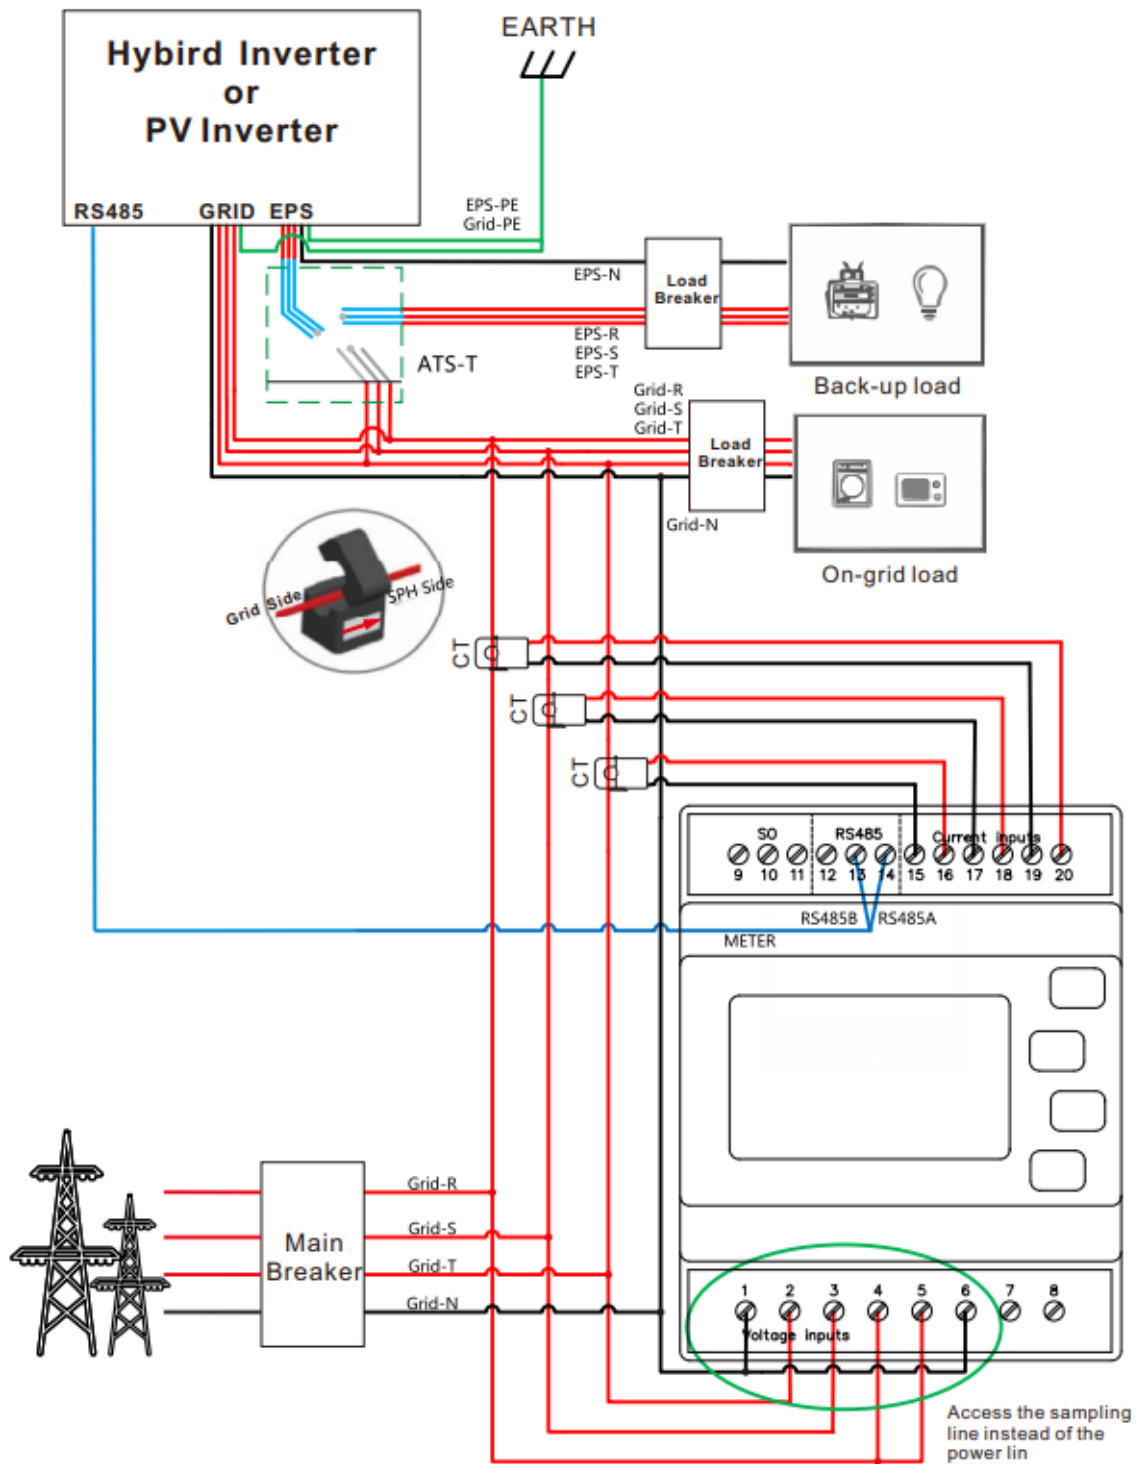 EARTH
Hybird Inverter
or
PV Inverter
RS485
GRID
EPS
EPS-PE
Grid-PE
EPS-N
Load
Breaker
EPS-R
EPS-S
EPS-T
ATS-T
Back-up load
Grid-R
Grid-S
Grid-T
Load
Breaker
Grid-N
On-grid load
Grid Side
SPH Side
CT
CT
CT
SO
RS485
Current inputs
9
10
11
12
13
14
15
16
17
18
19
20
RS485B
RS485A
METER
Main
Breaker
Grid-R
Grid-S
Grid-T
Grid-N
1
2
3
4
5
6
7
8
Voltage inputs
Access the sampling
line instead of the
power lin